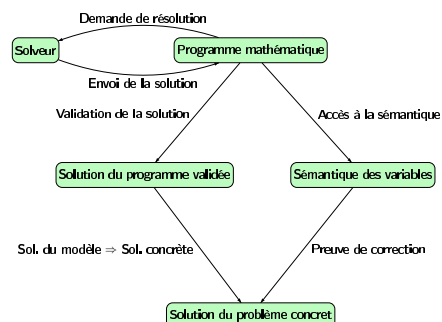 Demande de résolution
Solveur
Programme mathématique
Envoi de la solution
Validation de la solution
Accès à la sémantique
Solution du programme validée
Sémantique des variables
Sol. du modèle ⇒ Sol. concrète
Preuve de correction
Solution du problème concret